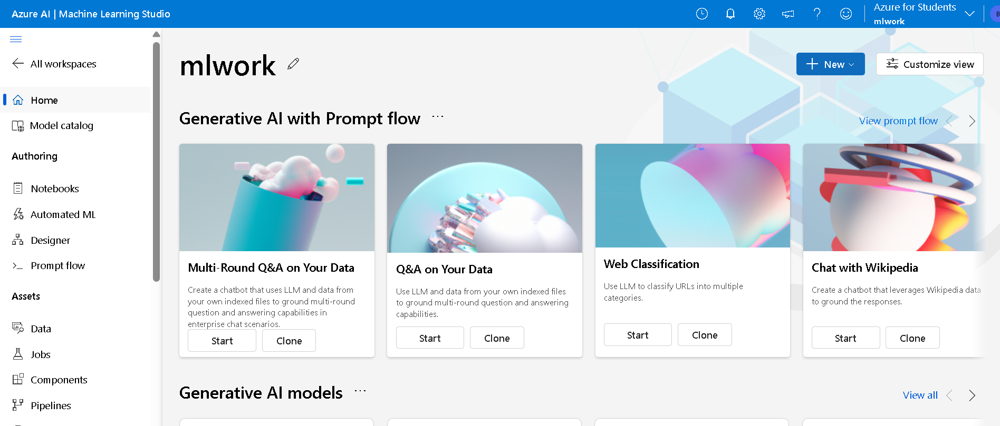 Azure AI | Machine Learning Studio
Azure for Students
mlwork
B
All workspaces
Home
Model catalog
Authoring
Notebooks
Automated ML
Designer
Prompt flow
Assets
Data
Jobs
Components
Pipelines
mlwork
New
Customize view
Generative AI with Prompt flow ...
View prompt flow
Multi-Round Q&A on Your Data
Create a chatbot that uses LLM and data from
your own indexed files to ground multi-round
question and answering capabilities in
enterprise chat scenarios.
Start
Clone
Q&A on Your Data
Use LLM and data from your own indexed files
to ground multi-round question and answering
capabilities.
Start
Clone
Web Classification
Use LLM to classify URLs into multiple
categories.
Start
Clone
Chat with Wikipedia
Create a chatbot that leverages Wikipedia data
to ground the responses.
Start
Clone
Generative AI models ...
View all